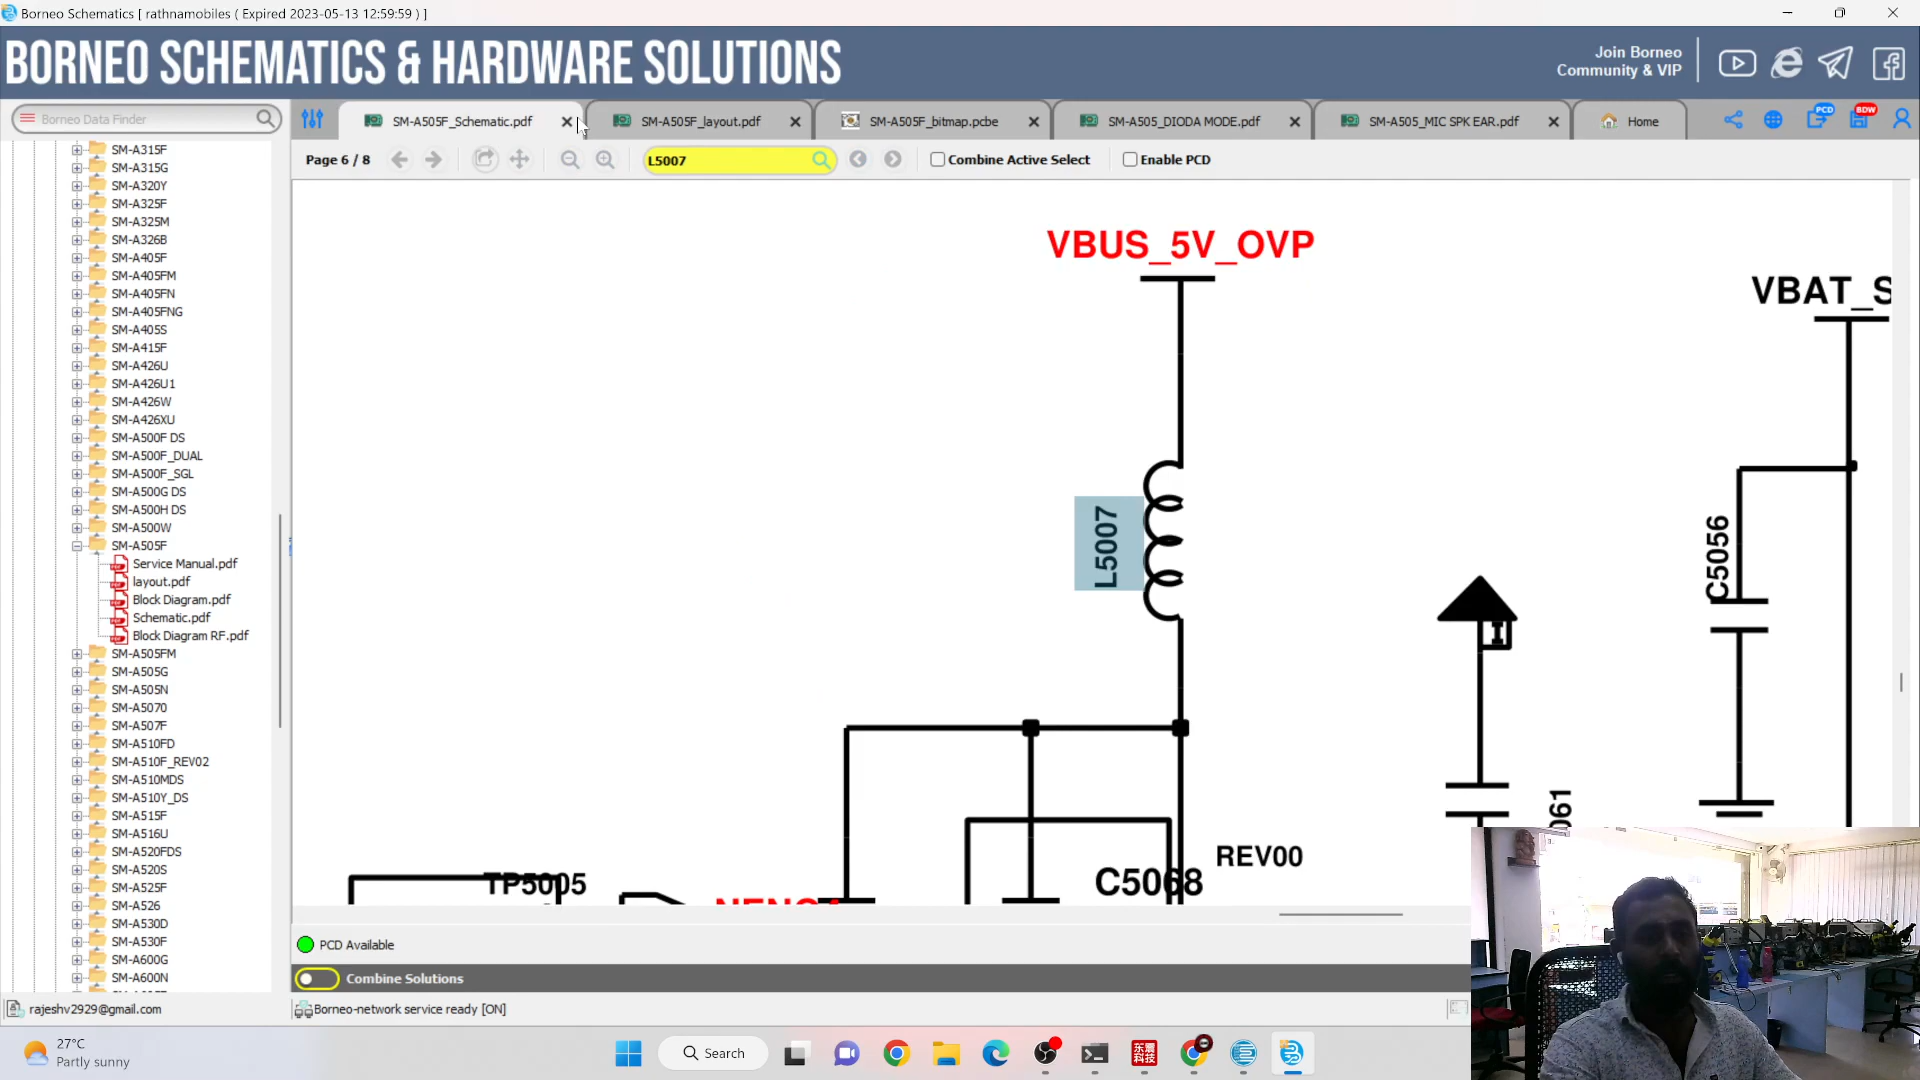 Borneo Schematics [ rathnamobiles ( Expired 2023-05-13 12:59:59 ) ]
BORNEO SCHEMATICS & HARDWARE SOLUTIONS
Join Borneo
Community & VIP
Borneo Data Finder
SM-A505F_Schematic.pdf
SM-A505F_layout.pdf
SM-A505F_bitmap.pcbe
SM-A505_DIODA MODE.pdf
SM-A505_MIC SPK EAR.pdf
Home
PCD
BDW
Page 6 / 8
L5007
Combine Active Select
Enable PCD
SM-A315F
SM-A315G
SM-A320Y
SM-A325F
SM-A325M
SM-A326B
SM-A405F
SM-A405FM
SM-A405FN
SM-A405FNG
SM-A405S
SM-A415F
SM-A426U
SM-A426U1
SM-A426W
SM-A426XU
SM-A500F DS
SM-A500F_DUAL
SM-A500F_SGL
SM-A500G DS
SM-A500H DS
SM-A500W
SM-A505F
Service Manual.pdf
layout.pdf
Block Diagram.pdf
Schematic.pdf
Block Diagram RF.pdf
SM-A505FM
SM-A505G
SM-A505N
SM-A5070
SM-A507F
SM-A510FD
SM-A510F_REV02
SM-A510MDS
SM-A510Y_DS
SM-A515F
SM-A516U
SM-A520FDS
SM-A520S
SM-A525F
SM-A526
SM-A530D
SM-A530F
SM-A600G
SM-A600N
VBUS_5V_OVP
VBAT_S
L5007
C5056
061
REV00
C5068
TP5005
PCD Available
Combine Solutions
rajeshv2929@gmail.com
Borneo-network service ready [ON]
27°C
Partly sunny
Search
东震
科技